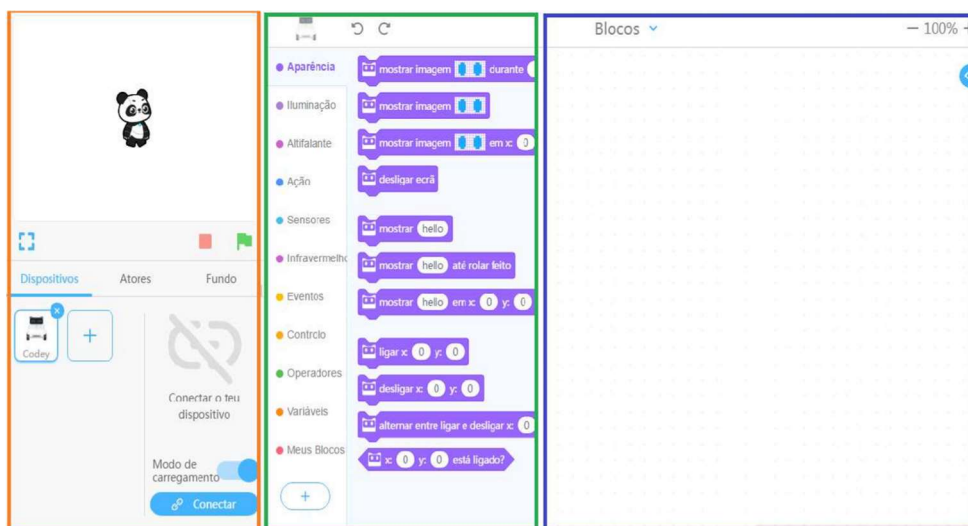 Blocos
100%
Dispositivos
Atores
Fundo
Codey
Conectar o teu
dispositivo
Modo de
carregamento
Conectar
Aparência
Iluminação
Altifalante
Ação
Sensores
Infravermelho
Eventos
Controlo
Operadores
Variáveis
Meus Blocos
mostrar imagem durante
mostrar imagem
mostrar imagem em x: 0
desligar ecrã
mostrar hello
mostrar hello até rolar feito
mostrar hello em x: 0 y: 0
ligar x: 0 y: 0
desligar x: 0 y: 0
alternar entre ligar e desligar x: 0
x: 0 y: 0 está ligado?